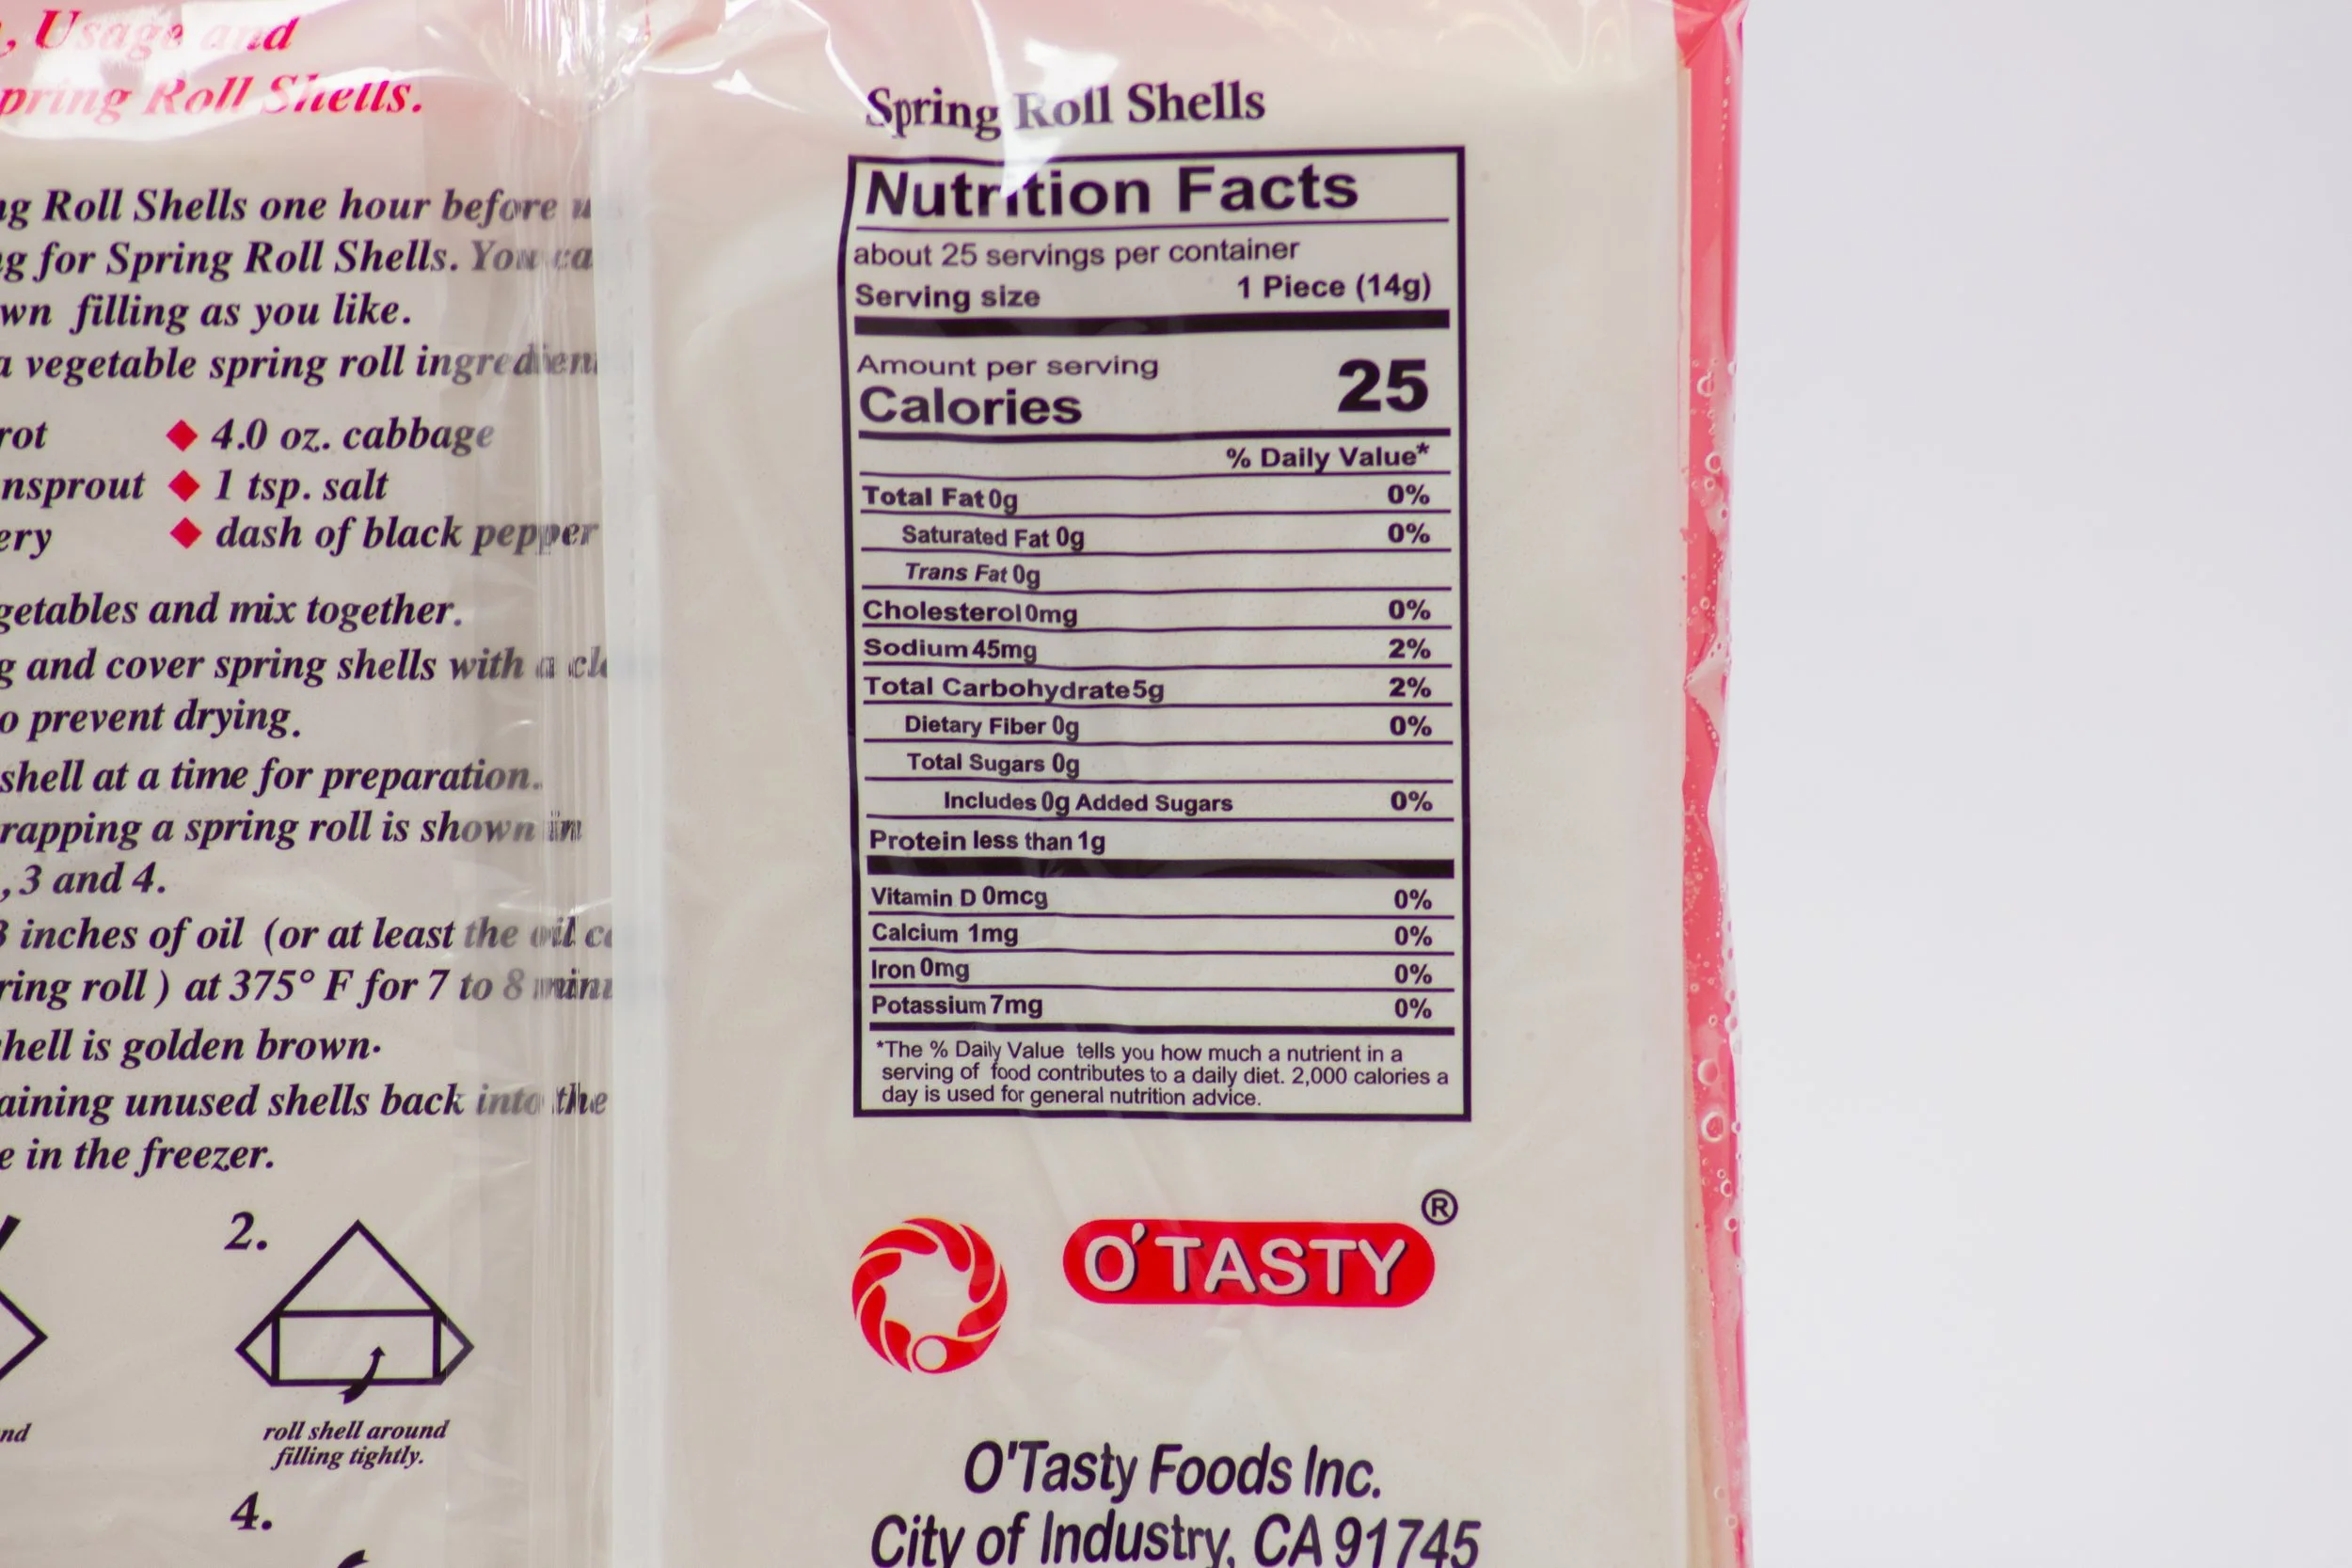 , Usage and
pring Roll Shells.
ng Roll Shells one hour before
g for Spring Roll Shells. You ca
wn filling as you like.
a vegetable spring roll ingredien
rot ◆ 4.0 oz. cabbage
nsprout ◆ 1 tsp. salt
ery ◆ dash of black pepper
getables and mix together.
g and cover spring shells with a cl
o prevent drying.
shell at a time for preparation.
rapping a spring roll is shown in
, 3 and 4.
3 inches of oil (or at least the oil c
ring roll ) at 375° F for 7 to 8 minu
hell is golden brown.
aining unused shells back into the
e in the freezer.
2.
nd
roll shell around
filling tightly.
4.
Spring Roll Shells
Nutrition Facts
about 25 servings per container
Serving size 1 Piece (14g)
Amount per serving
Calories 25
% Daily Value*
Total Fat 0g 0%
Saturated Fat 0g 0%
Trans Fat 0g
Cholesterol 0mg 0%
Sodium 45mg 2%
Total Carbohydrate 5g 2%
Dietary Fiber 0g 0%
Total Sugars 0g
Includes 0g Added Sugars 0%
Protein less than 1g
Vitamin D 0mcg 0%
Calcium 1mg 0%
Iron 0mg 0%
Potassium 7mg 0%
*The % Daily Value tells you how much a nutrient in a
serving of food contributes to a daily diet. 2,000 calories a
day is used for general nutrition advice.
O'TASTY ®
O'Tasty Foods Inc.
City of Industry, CA 91745